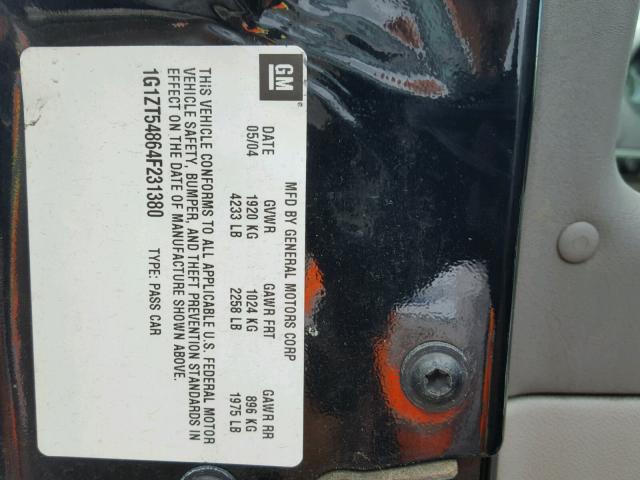 GM
MFD BY GENERAL MOTORS CORP
DATE GVWR GAWR FRT GAWR RR
05/04 1920 KG 1024 KG 896 KG
4233 LB 2258 LB 1975 LB
THIS VEHICLE CONFORMS TO ALL APPLICABLE U.S. FEDERAL MOTOR
VEHICLE SAFETY, BUMPER, AND THEFT PREVENTION STANDARDS IN
EFFECT ON THE DATE OF MANUFACTURE SHOWN ABOVE.
1G1ZT54864F231380 TYPE: PASS CAR